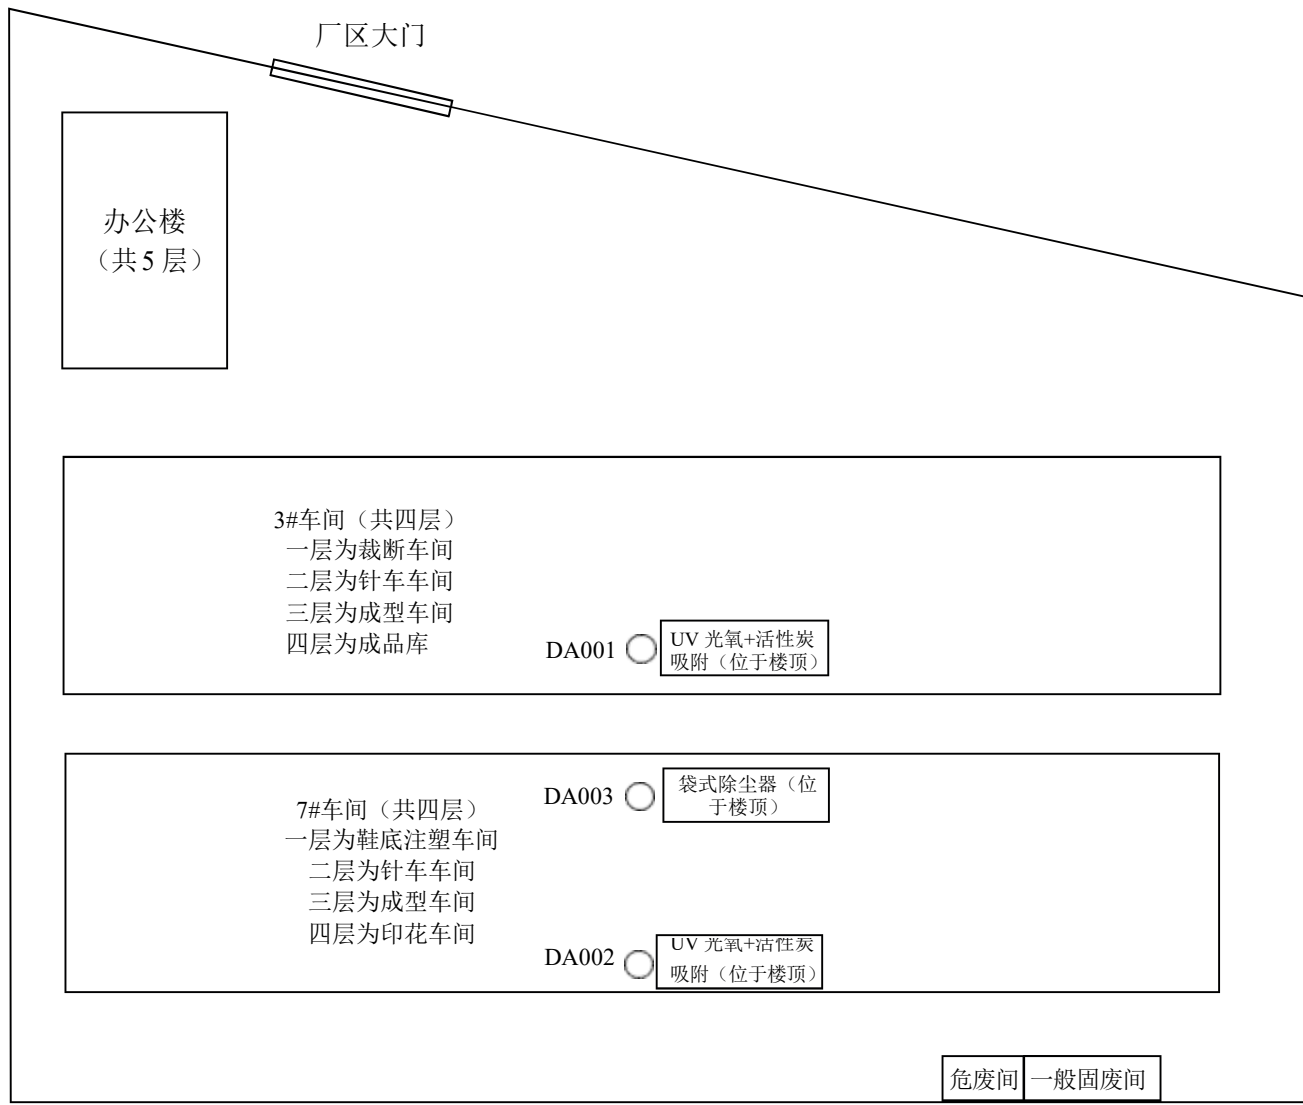 厂区大门
办公楼
（共5 层）
3#车间（共四层）
一层为裁断车间
二层为针车车间
三层为成型车间
四层为成品库
DA001
UV 光氧+活性炭
吸附（位于楼顶）
7#车间（共四层）
一层为鞋底注塑车间
二层为针车车间
三层为成型车间
四层为印花车间
DA003
袋式除尘器（位
于楼顶）
DA002
UV 光氧+活性炭
吸附（位于楼顶）
危废间
一般固废间